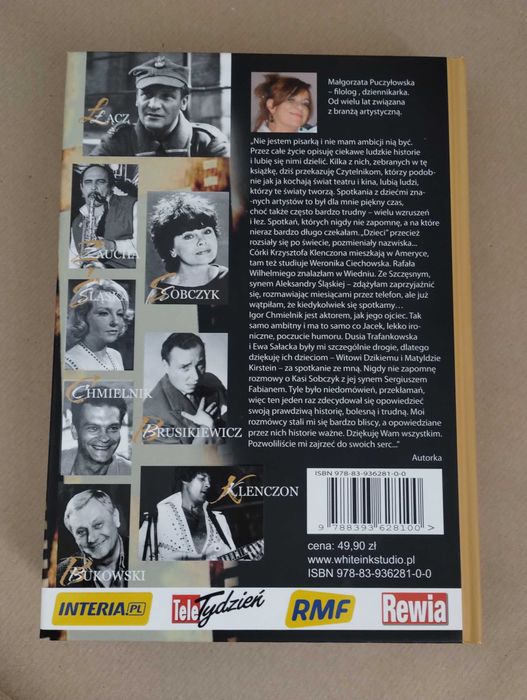 Łącz
Zaucha
Śląska
Sobczyk
Chmielnik
Brusikiewicz
Klenczon
Bukowski
Małgorzata Puczyłowska
– filolog, dziennikarka.
Od wielu lat związana
z branżą artystyczną.
„Nie jestem pisarką i nie mam ambicji nią być.
Przez całe życie opisuję ciekawe ludzkie historie
i lubię się nimi dzielić. Kilka z nich, zebranych w tę
książkę, dziś przekazuję Czytelnikom, którzy podob-
nie jak ja kochają świat teatru i kina, lubią ludzi,
którzy te światy tworzą. Spotkania z dziećmi zna-
nych artystów to był dla mnie piękny czas,
choć także często bardzo trudny – wielu wzruszeń
i łez. Spotkań, których nigdy nie zapomnę, a na które
nieraz bardzo długo czekałam. „Dzieci” przecież
rozsiały się po świecie, pozmieniały nazwiska...
Córki Krzysztofa Klenczona mieszkają w Ameryce,
tam też studiuje Weronika Ciechowska. Rafała
Wilhelmiego znalazłam w Wiedniu. Ze Szczęsnym,
synem Aleksandry Śląskiej – zdążyłam zaprzyjaźnić
się, rozmawiając miesiącami przez telefon, ale już
wątpiłam, że kiedykolwiek się spotkamy...
Igor Chmielnik jest aktorem, jak jego ojciec. Tak
samo ambitny i ma to samo co Jacek, lekko iro-
niczne, poczucie humoru. Dusia Trafankowska
i Ewa Sałacka były mi szczególnie drogie, dlatego
dziękuję ich dzieciom – Witowi Dzikiemu i Matyldzie
Kirstein – za spotkanie ze mną. Nigdy nie zapomnę
rozmowy o Kasi Sobczyk z jej synem Sergiuszem
Fabianem. Tyle było niedomówień, przekłamań,
więc ten jeden raz zdecydował się opowiedzieć
swoją prawdziwą historię, bolesną i trudną. Moi
rozmówcy stali mi się bardzo bliscy, a opowiedziane
przez nich historie ważne. Dziękuję Wam wszystkim.
Pozwoliliście mi zajrzeć do swoich serc...”
Autorka
ISBN 978-83-936281-0-0
9 788393 628100 >
cena: 49,90 zł
www.whiteinkstudio.pl
ISBN 978-83-936281-0-0
INTERIA.PL
Tele Tydzień
RMF
Rewia